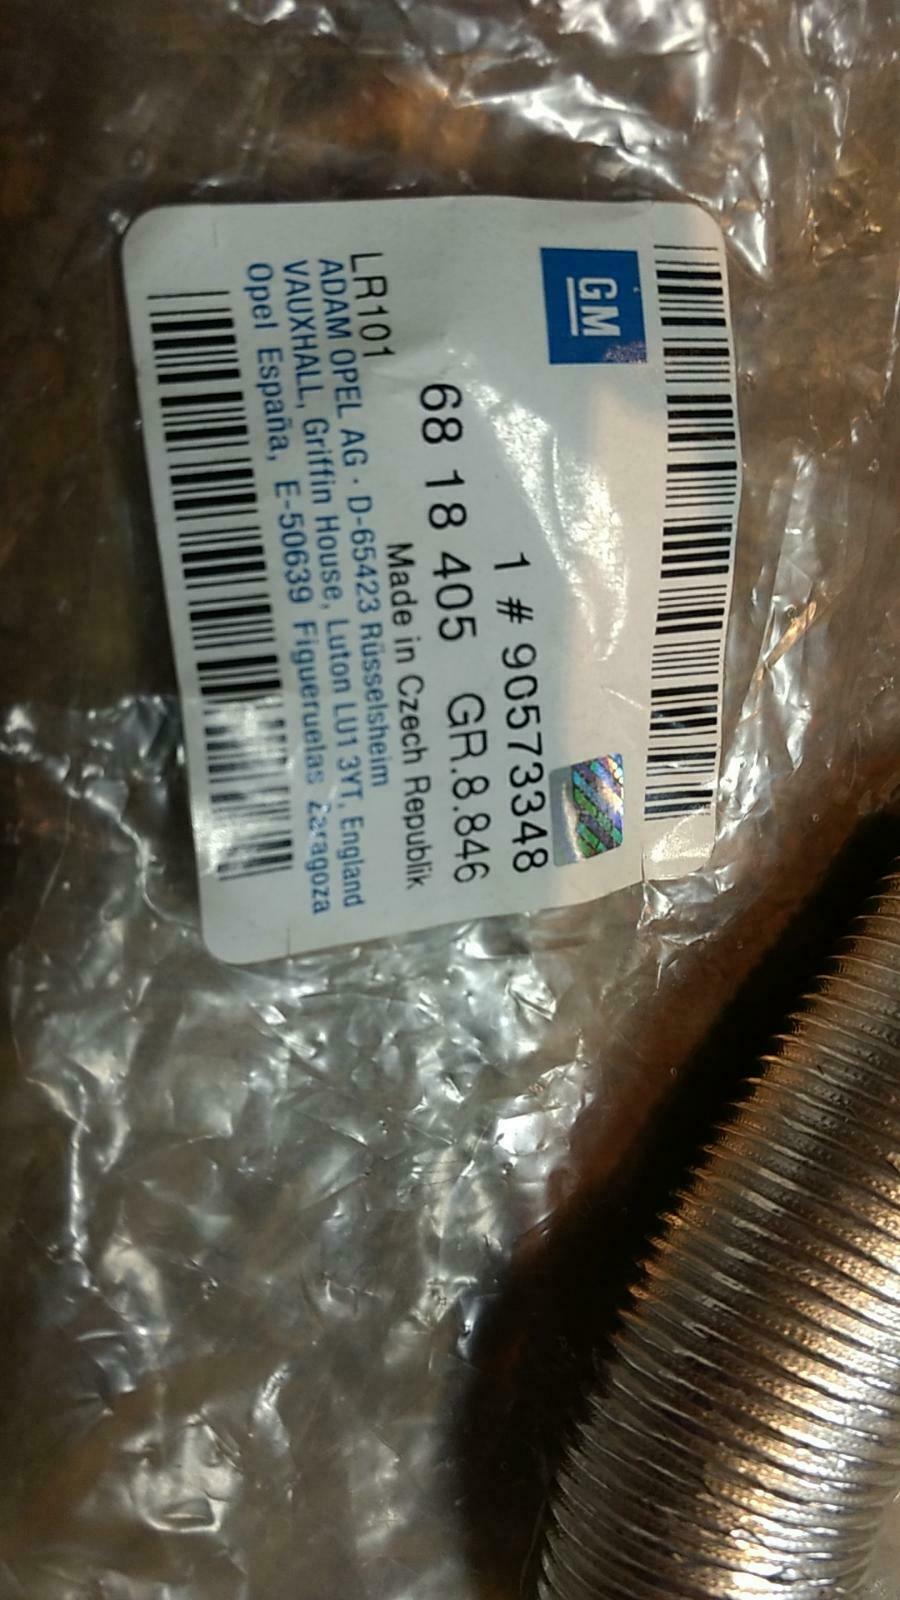 GM
1 # 90573348
68 18 405 GR.8.846
Made in Czech Republik
LR101
ADAM OPEL AG · D-65423 Rüsselsheim
VAUXHALL, Griffin House, Luton LU1 3YT, England
Opel España, E-50639 Figueruelas Zaragoza